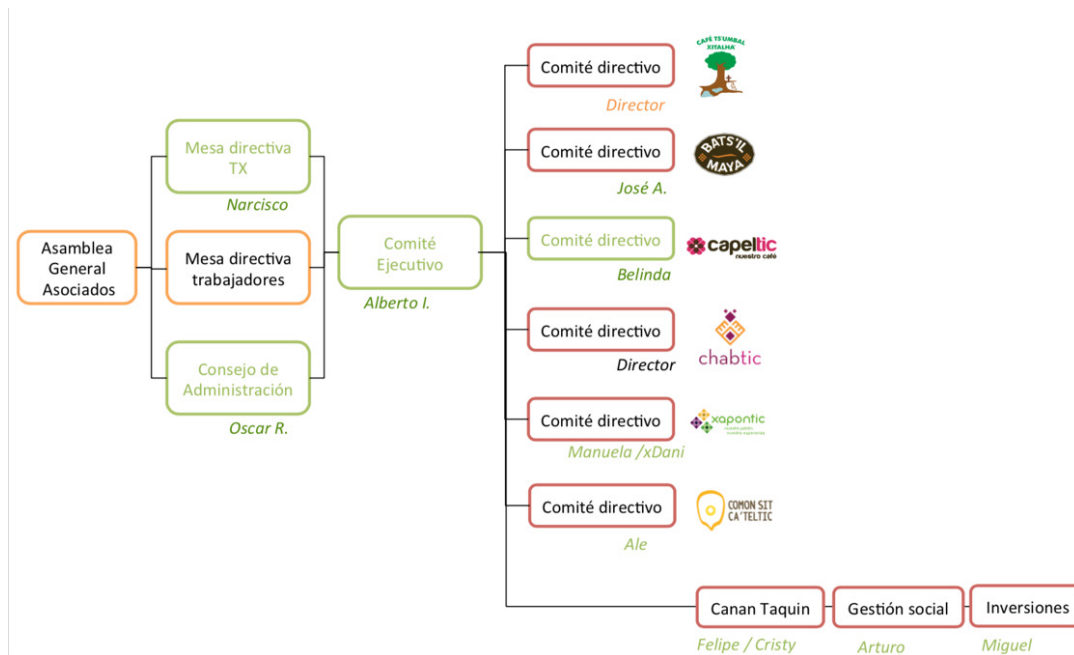 Asamblea
General
Asociados
Mesa directiva
TX
Narcisco
Mesa directiva
trabajadores
Consejo de
Administración
Oscar R.
Comité
Ejecutivo
Alberto I.
Comité directivo
Director
CAFÉ TS'UMBAL
XITALHA'
Comité directivo
José A.
BATS'IL
MAYA
Comité directivo
Belinda
capeltic
nuestro café
Comité directivo
Director
chabtic
Comité directivo
Manuela /xDani
xapontic
Comité directivo
Ale
COMON SIT
CA'TELTIC
Canan Taquin
Felipe / Cristy
Gestión social
Arturo
Inversiones
Miguel